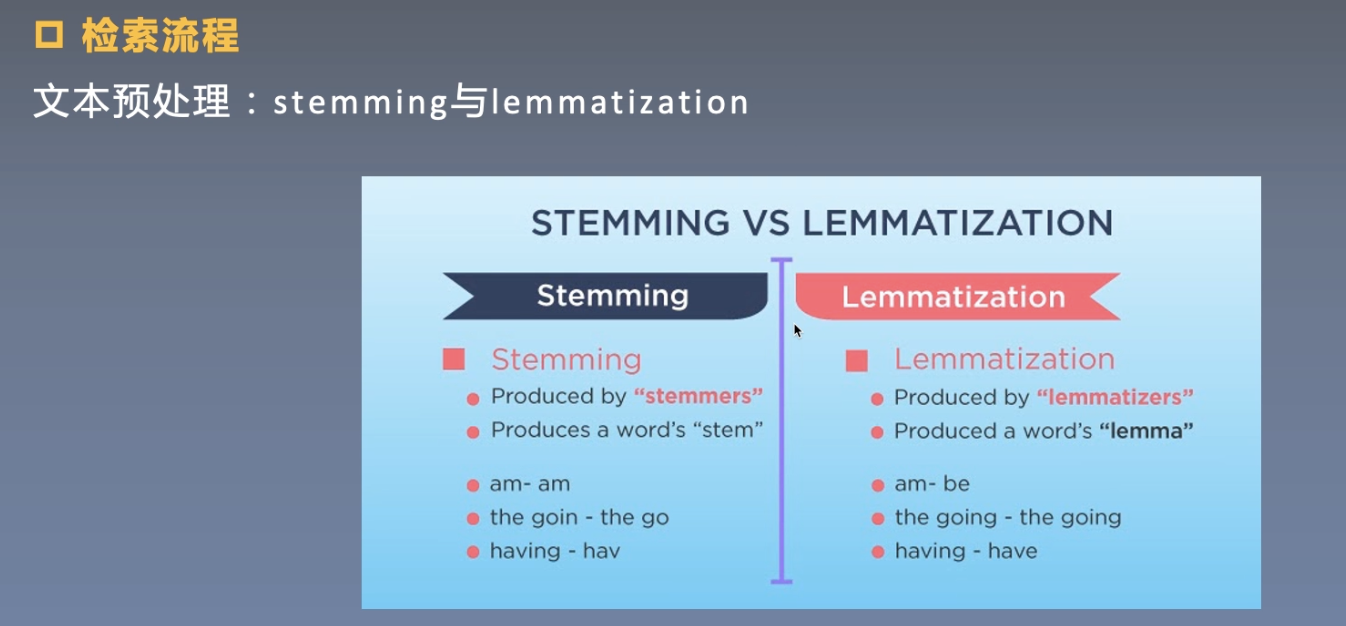 检索流程
文本预处理：stemming与lemmatization
STEMMING VS LEMMATIZATION
Stemming
Stemming
Produced by “stemmers”
Produces a word’s “stem”
am- am
the goin - the go
having - hav
Lemmatization
Lemmatization
Produced by “lemmatizers”
Produced a word’s “lemma”
am- be
the going - the going
having - have